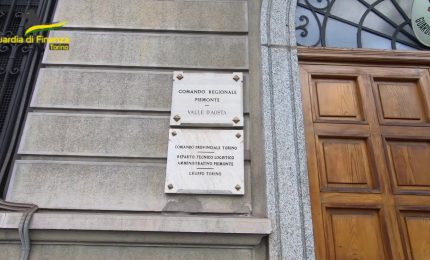 Guardia di Finanza
Torino
COMANDO REGIONALE
PIEMONTE
VALLE D'AOSTA
COMANDO PROVINCIALE TORINO
REPARTO TECNICO LOGISTICO
AMMINISTRATIVO PIEMONTE
GRUPPO TORINO